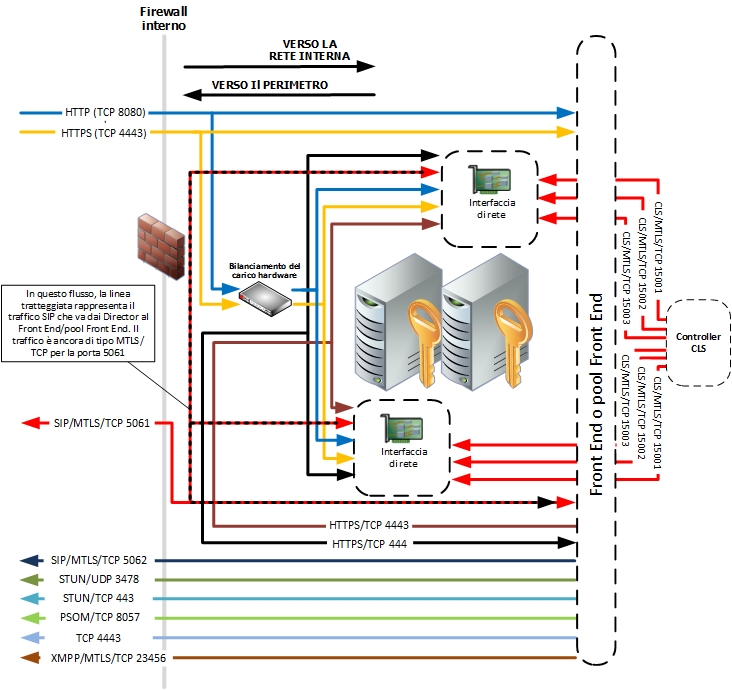 Firewall
interno
VERSO LA
RETE INTERNA
VERSO Il PERIMETRO
HTTP (TCP 8080)
HTTPS (TCP 4443)
Interfaccia
di rete
Bilanciamento del
carico hardware
In questo flusso, la linea
tratteggiata rappresenta il
traffico SIP che va dai Director al
Front End/pool Front End. Il
traffico è ancora di tipo MTLS/
TCP per la porta 5061
CLS/MTLS/TCP 15001
CLS/MTLS/TCP 15002
CLS/MTLS/TCP 15003
Controller
CLS
Front End o pool Front End
CLS/MTLS/TCP 15003
CLS/MTLS/TCP 15002
CLS/MTLS/TCP 15001
SIP/MTLS/TCP 5061
Interfaccia
di rete
HTTPS/TCP 4443
HTTPS/TCP 444
SIP/MTLS/TCP 5062
STUN/UDP 3478
STUN/TCP 443
PSOM/TCP 8057
TCP 4443
XMPP/MTLS/TCP 23456